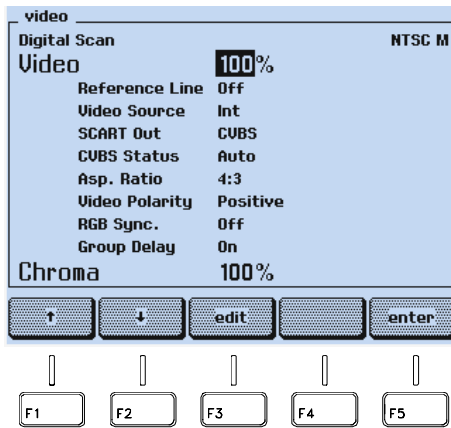 video
Digital Scan NTSC M
Video 100%
Reference Line Off
Video Source Int
SCART Out CVBS
CVBS Status Auto
Asp. Ratio 4:3
Video Polarity Positive
RGB Sync. Off
Group Delay On
Chroma 100%
↑ ↓ edit enter
F1 F2 F3 F4 F5